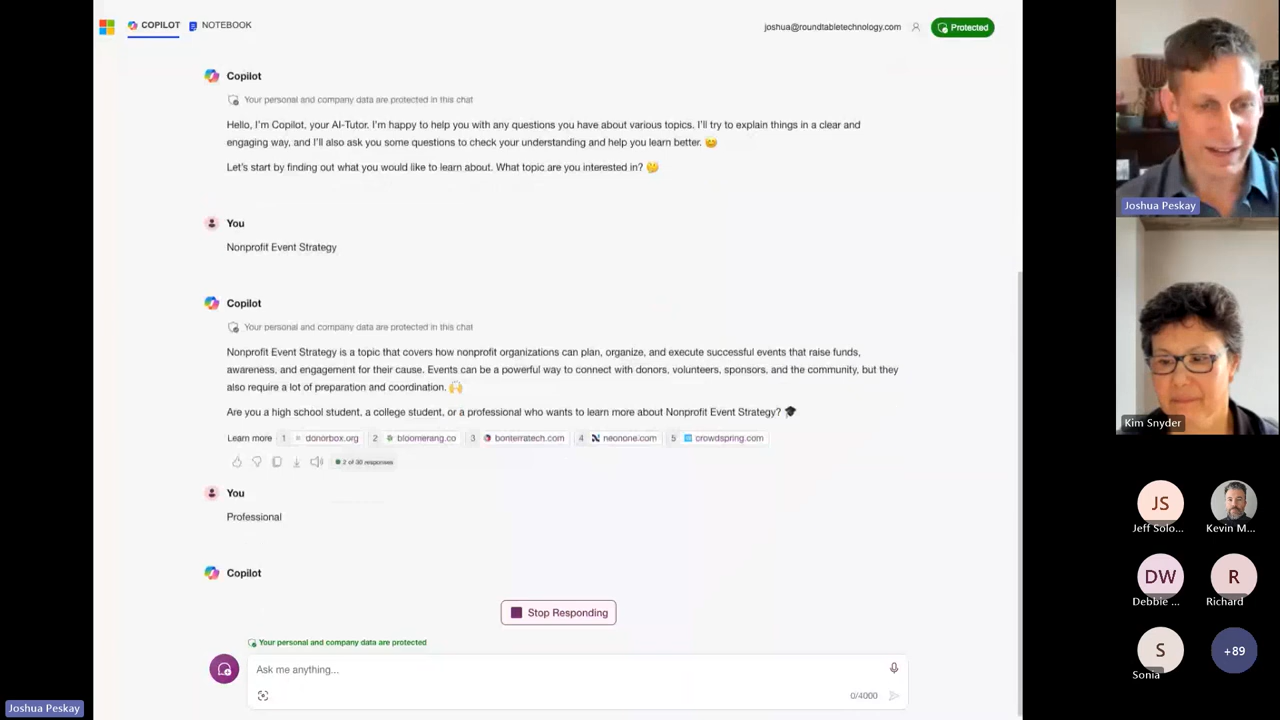 COPILOT
NOTEBOOK
joshua@roundtabletechnology.com
Protected
Copilot
Your personal and company data are protected in this chat
Hello, I'm Copilot, your AI-Tutor. I'm happy to help you with any questions you have about various topics. I'll try to explain things in a clear and
engaging way, and I'll also ask you some questions to check your understanding and help you learn better.
Let's start by finding out what you would like to learn about. What topic are you interested in?
You
Nonprofit Event Strategy
Copilot
Your personal and company data are protected in this chat
Nonprofit Event Strategy is a topic that covers how nonprofit organizations can plan, organize, and execute successful events that raise funds,
awareness, and engagement for their cause. Events can be a powerful way to connect with donors, volunteers, sponsors, and the community, but they
also require a lot of preparation and coordination.
Are you a high school student, a college student, or a professional who wants to learn more about Nonprofit Event Strategy?
Learn more 1 donorbox.org 2 bloomerang.co 3 bonterratech.com 4 neonone.com 5 crowdspring.com
2 of 30 responses
You
Professional
Copilot
Stop Responding
Your personal and company data are protected
Ask me anything...
0/4000
Joshua Peskay
Joshua Peskay
Kim Snyder
JS
Jeff Solo...
Kevin M...
DW
Debbie ...
R
Richard
S
Sonia
+89